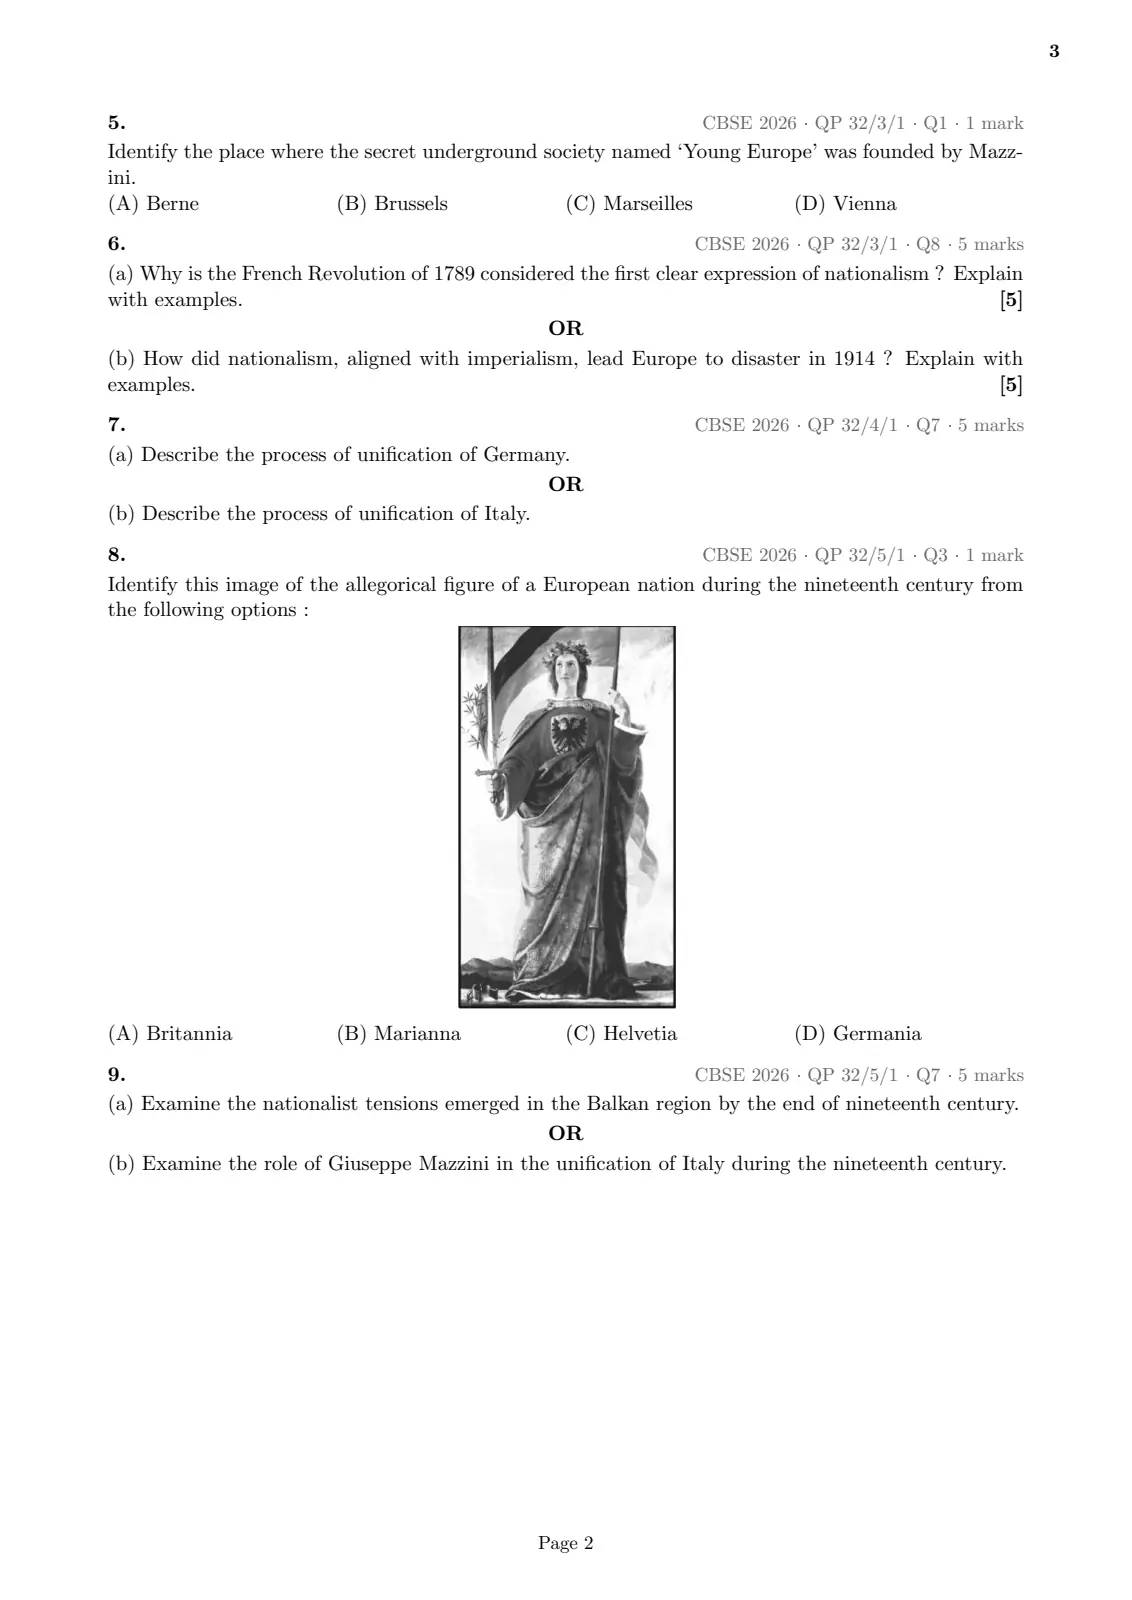 3
5. CBSE 2026 · QP 32/3/1 · Q1 · 1 mark
Identify the place where the secret underground society named ‘Young Europe’ was founded by Mazz-
ini.
(A) Berne (B) Brussels (C) Marseilles (D) Vienna
6. CBSE 2026 · QP 32/3/1 · Q8 · 5 marks
(a) Why is the French Revolution of 1789 considered the first clear expression of nationalism ? Explain
with examples. [5]
OR
(b) How did nationalism, aligned with imperialism, lead Europe to disaster in 1914 ? Explain with
examples. [5]
7. CBSE 2026 · QP 32/4/1 · Q7 · 5 marks
(a) Describe the process of unification of Germany.
OR
(b) Describe the process of unification of Italy.
8. CBSE 2026 · QP 32/5/1 · Q3 · 1 mark
Identify this image of the allegorical figure of a European nation during the nineteenth century from
the following options :
(A) Britannia (B) Marianna (C) Helvetia (D) Germania
9. CBSE 2026 · QP 32/5/1 · Q7 · 5 marks
(a) Examine the nationalist tensions emerged in the Balkan region by the end of nineteenth century.
OR
(b) Examine the role of Giuseppe Mazzini in the unification of Italy during the nineteenth century.
Page 2